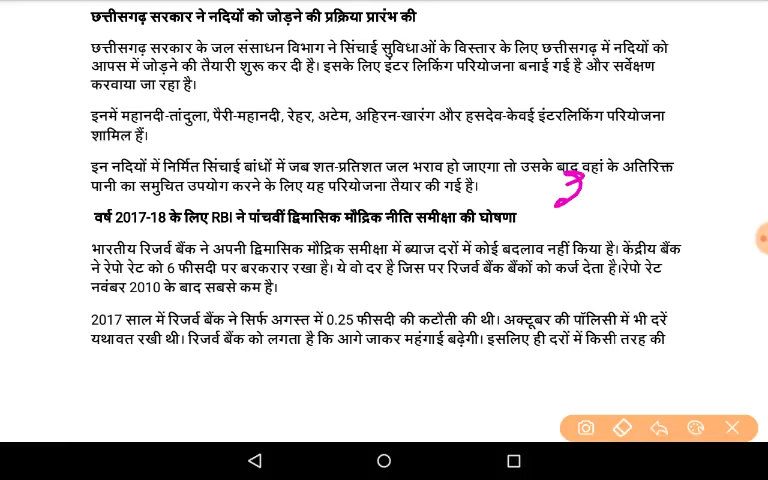 छत्तीसगढ़ सरकार ने नदियों को जोड़ने की प्रक्रिया प्रारंभ की
छत्तीसगढ़ सरकार के जल संसाधन विभाग ने सिंचाई सुविधाओं के विस्तार के लिए छत्तीसगढ़ में नदियों को
आपस में जोड़ने की तैयारी शुरू कर दी है। इसके लिए इंटर लिकिंग परियोजना बनाई गई है और सर्वेक्षण
करवाया जा रहा है।
इनमें महानदी-तांदुला, पैरी-महानदी, रेहर, अटेम, अहिरन-खारंग और हसदेव-केवई इंटरलिकिंग परियोजना
शामिल हैं।
इन नदियों में निर्मित सिंचाई बांधों में जब शत-प्रतिशत जल भराव हो जाएगा तो उसके बाद वहां के अतिरिक्त
पानी का समुचित उपयोग करने के लिए यह परियोजना तैयार की गई है।
3
वर्ष 2017-18 के लिए RBI ने पांचवीं द्विमासिक मौद्रिक नीति समीक्षा की घोषणा
भारतीय रिजर्व बैंक ने अपनी द्विमासिक मौद्रिक समीक्षा में ब्याज दरों में कोई बदलाव नहीं किया है। केंद्रीय बैंक
ने रेपो रेट को 6 फीसदी पर बरकरार रखा है। ये वो दर है जिस पर रिजर्व बैंक बैंकों को कर्ज देता है।रेपो रेट
नवंबर 2010 के बाद सबसे कम है।
2017 साल में रिजर्व बैंक ने सिर्फ अगस्त में 0.25 फीसदी की कटौती की थी। अक्टूबर की पॉलिसी में भी दरें
यथावत रखी थी। रिजर्व बैंक को लगता है कि आगे जाकर महंगाई बढ़ेगी। इसलिए ही दरों में किसी तरह की